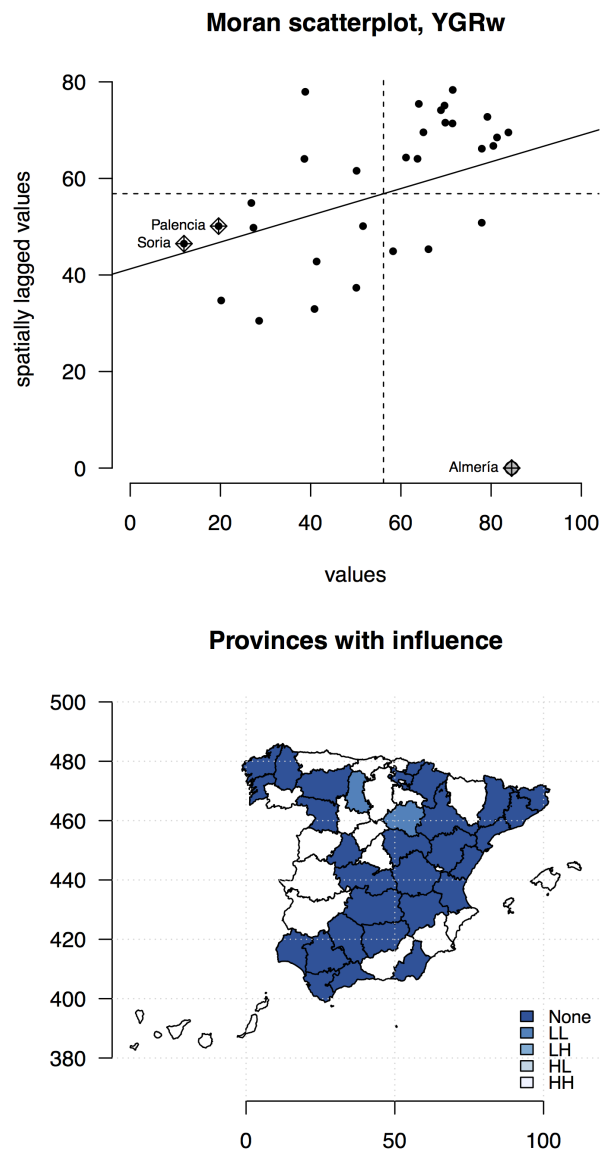 Moran scatterplot, YGRw
80
60
40
20
0
spatially lagged values
Palencia
Soria
Almería
0 20 40 60 80 100
values
Provinces with influence
500
480
460
440
420
400
380
None
LL
LH
HL
HH
0 50 100